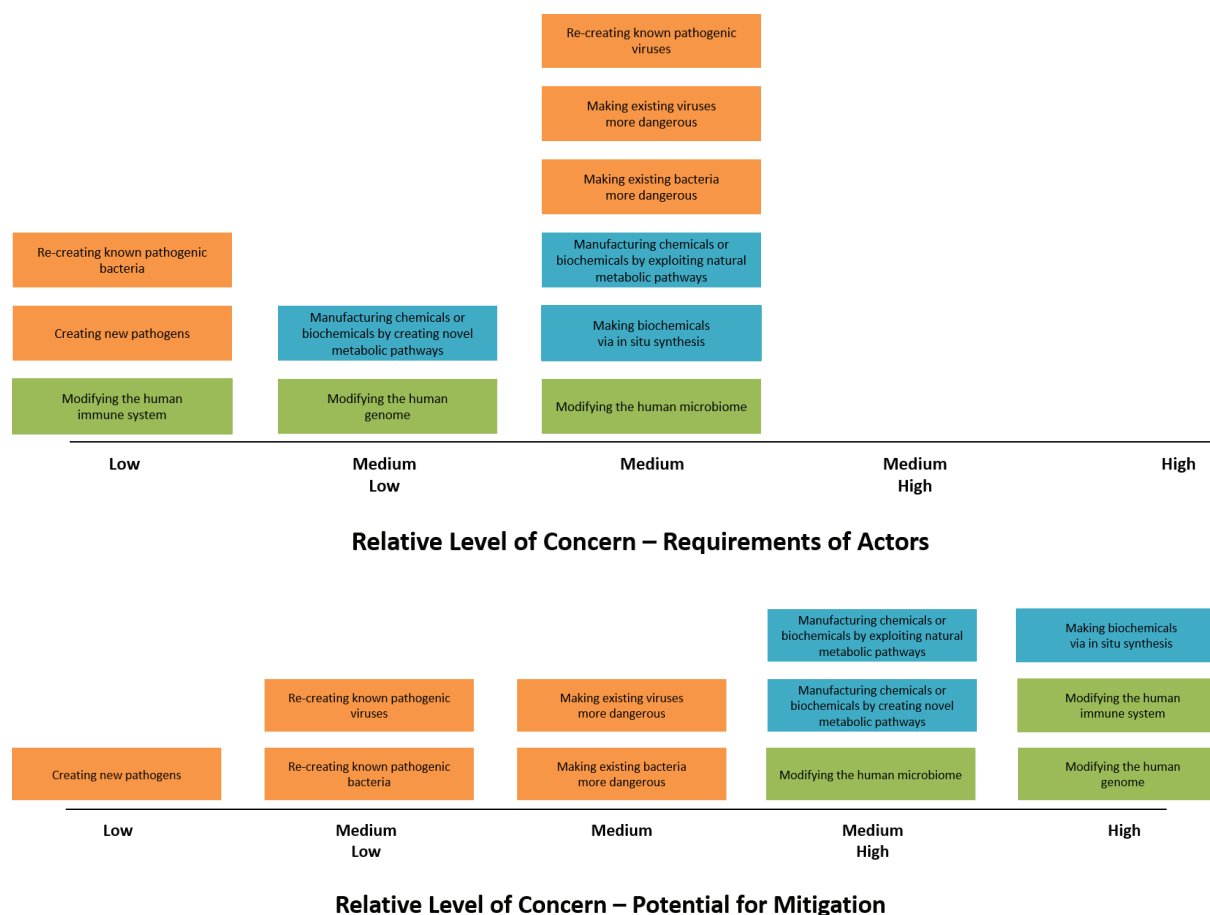 Re-creating known pathogenic
viruses
Making existing viruses
more dangerous
Making existing bacteria
more dangerous
Re-creating known pathogenic
bacteria
Manufacturing chemicals or
biochemicals by exploiting natural
metabolic pathways
Creating new pathogens
Manufacturing chemicals or
biochemicals by creating novel
metabolic pathways
Making biochemicals
via in situ synthesis
Modifying the human
immune system
Modifying the human
genome
Modifying the human microbiome
Low
Medium
Low
Medium
Medium
High
High
Relative Level of Concern – Requirements of Actors
Manufacturing chemicals or
biochemicals by exploiting natural
metabolic pathways
Making biochemicals
via in situ synthesis
Re-creating known pathogenic
viruses
Making existing viruses
more dangerous
Manufacturing chemicals or
biochemicals by creating novel
metabolic pathways
Modifying the human
immune system
Creating new pathogens
Re-creating known pathogenic
bacteria
Making existing bacteria
more dangerous
Modifying the human microbiome
Modifying the human
genome
Low
Medium
Low
Medium
Medium
High
High
Relative Level of Concern – Potential for Mitigation